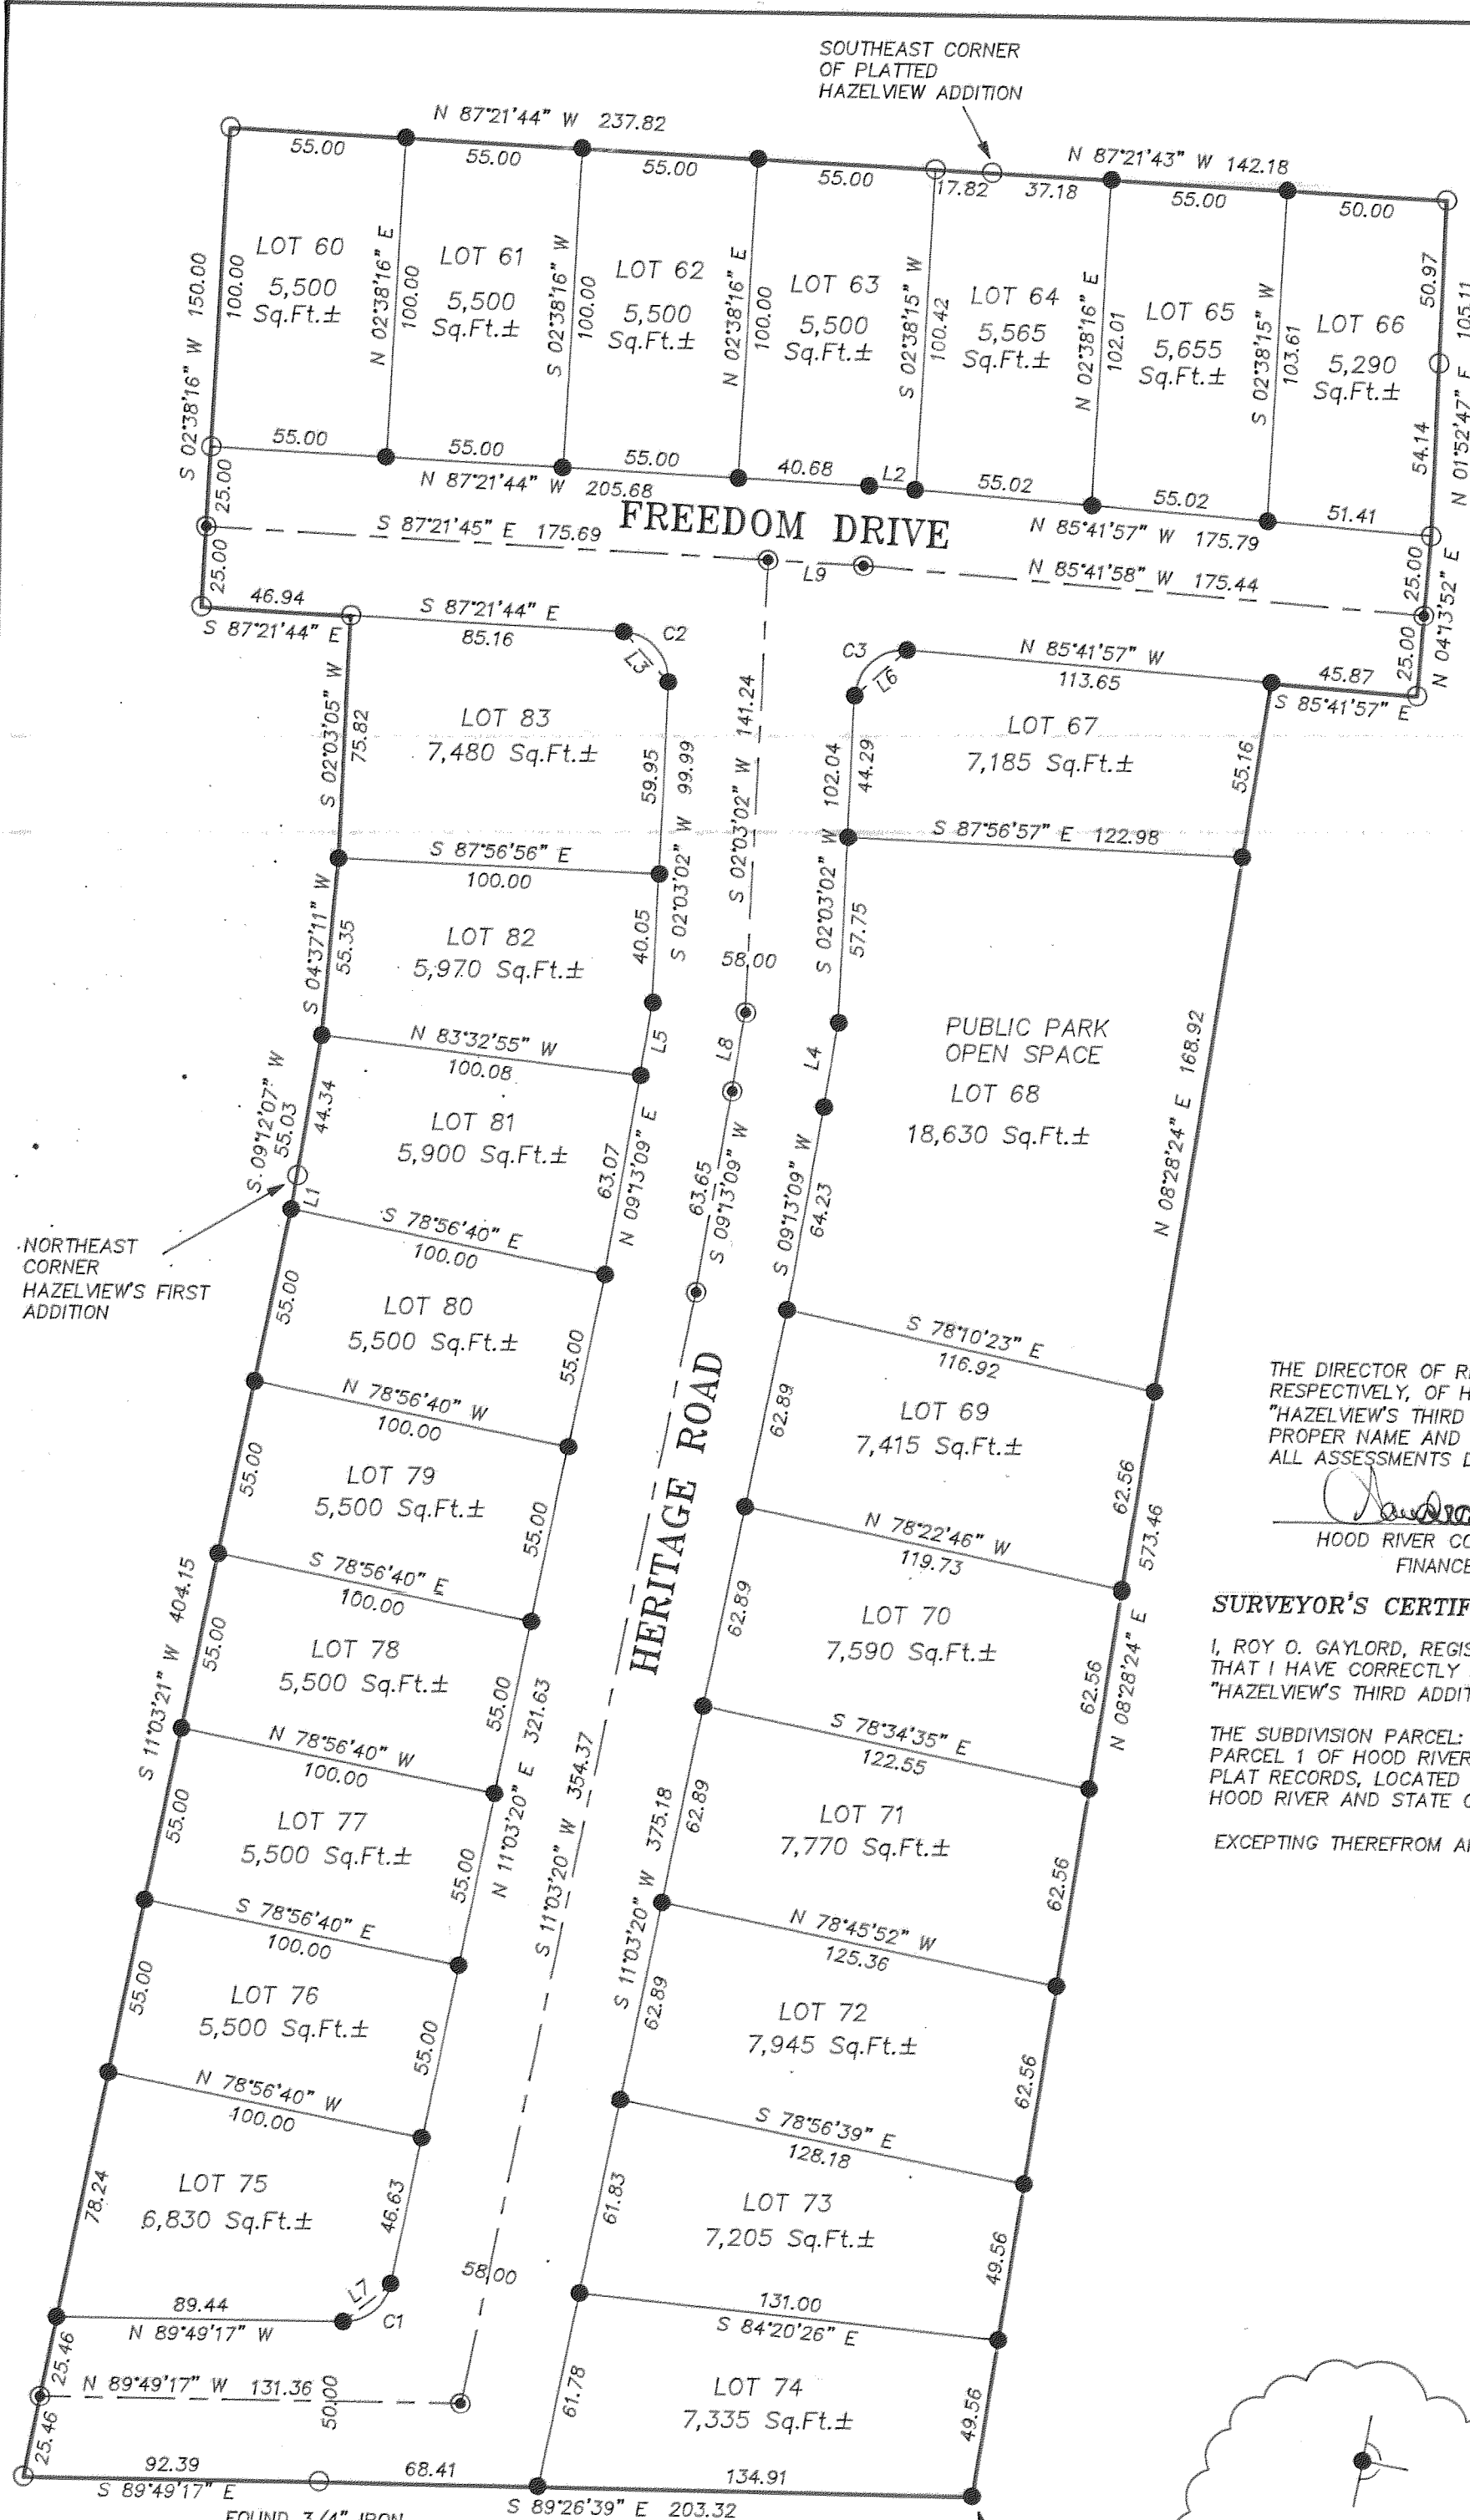 SOUTHEAST CORNER
OF PLATTED
HAZELVIEW ADDITION
N 87°21'44" W 237.82
N 87°21'43" W 142.18
55.00
55.00
55.00
55.00
17.82
37.18
55.00
50.00
S 02°38'16" W 150.00
100.00
LOT 60
5,500
Sq.Ft.±
N 02°38'16" E
100.00
LOT 61
5,500
Sq.Ft.±
S 02°38'16" W
100.00
LOT 62
5,500
Sq.Ft.±
N 02°38'16" E
100.00
LOT 63
5,500
Sq.Ft.±
S 02°38'15" W
100.42
LOT 64
5,565
Sq.Ft.±
N 02°38'16" E
102.01
LOT 65
5,655
Sq.Ft.±
S 02°38'15" W
103.61
LOT 66
5,290
Sq.Ft.±
50.97
54.14
N 01°52'47" E 105.11
55.00
55.00
55.00
40.68
L2
55.02
55.02
51.41
N 87°21'44" W 205.68
N 85°41'57" W 175.79
25.00
25.00
S 87°21'45" E 175.69
FREEDOM DRIVE
L9
N 85°41'58" W 175.44
25.00
25.00
N 04°13'52" E
46.94
S 87°21'44" E
S 87°21'44" E
85.16
C2
L3
C3
L6
N 85°41'57" W
113.65
45.87
S 85°41'57" E
S 02°03'05" W
75.82
LOT 83
7,480 Sq.Ft.±
59.95
S 02°03'02" W 99.99
S 02°03'02" W 141.24
S 02°03'02" W 102.04
44.29
LOT 67
7,185 Sq.Ft.±
55.16
S 87°56'56" E
100.00
S 87°56'57" E 122.98
S 04°37'11" W
55.35
LOT 82
5,970 Sq.Ft.±
40.05
58.00
57.75
N 83°32'55" W
100.08
L5
L8
L4
PUBLIC PARK
OPEN SPACE
LOT 68
18,630 Sq.Ft.±
N 08°28'24" E 168.92
S 09°12'07" W
55.03
44.34
L1
LOT 81
5,900 Sq.Ft.±
63.07
N 09°13'09" E
63.65
S 09°13'09" W
S 09°13'09" W
64.23
NORTHEAST
CORNER
HAZELVIEW'S FIRST
ADDITION
S 78°56'40" E
100.00
55.00
LOT 80
5,500 Sq.Ft.±
55.00
S 78°10'23" E
116.92
N 78°56'40" W
100.00
HERITAGE ROAD
62.89
LOT 69
7,415 Sq.Ft.±
62.56
55.00
LOT 79
5,500 Sq.Ft.±
55.00
N 78°22'46" W
119.73
573.46
N 08°28'24" E
S 78°56'40" E
100.00
S 11°03'21" W 404.15
55.00
LOT 78
5,500 Sq.Ft.±
55.00
N 11°03'20" E 321.63
S 11°03'20" W 354.37
62.89
LOT 70
7,590 Sq.Ft.±
62.56
N 78°56'40" W
100.00
S 78°34'35" E
122.55
55.00
LOT 77
5,500 Sq.Ft.±
55.00
S 11°03'20" W 375.18
62.89
LOT 71
7,770 Sq.Ft.±
62.56
S 78°56'40" E
100.00
N 78°45'52" W
125.36
55.00
LOT 76
5,500 Sq.Ft.±
55.00
62.89
LOT 72
7,945 Sq.Ft.±
62.56
N 78°56'40" W
100.00
S 78°56'39" E
128.18
78.24
LOT 75
6,830 Sq.Ft.±
46.63
61.83
LOT 73
7,205 Sq.Ft.±
49.56
58.00
L7
C1
89.44
N 89°49'17" W
131.00
S 84°20'26" E
25.46
N 89°49'17" W 131.36
50.00
25.46
61.78
LOT 74
7,335 Sq.Ft.±
49.56
92.39
68.41
134.91
S 89°49'17" E
S 89°26'39" E 203.32
FOUND 3/4" IRON
THE DIRECTOR OF
RESPECTIVELY, OF
"HAZELVIEW'S THIRD
PROPER NAME AND
ALL ASSESSMENTS
HOOD RIVER
FINANCE
SURVEYOR'S
I, ROY O. GAYLORD,
THAT I HAVE CORRECTLY
"HAZELVIEW'S THIRD
THE SUBDIVISION PARCEL:
PARCEL 1 OF HOOD RIVER
PLAT RECORDS, LOCATED
HOOD RIVER AND STATE
EXCEPTING THEREFROM